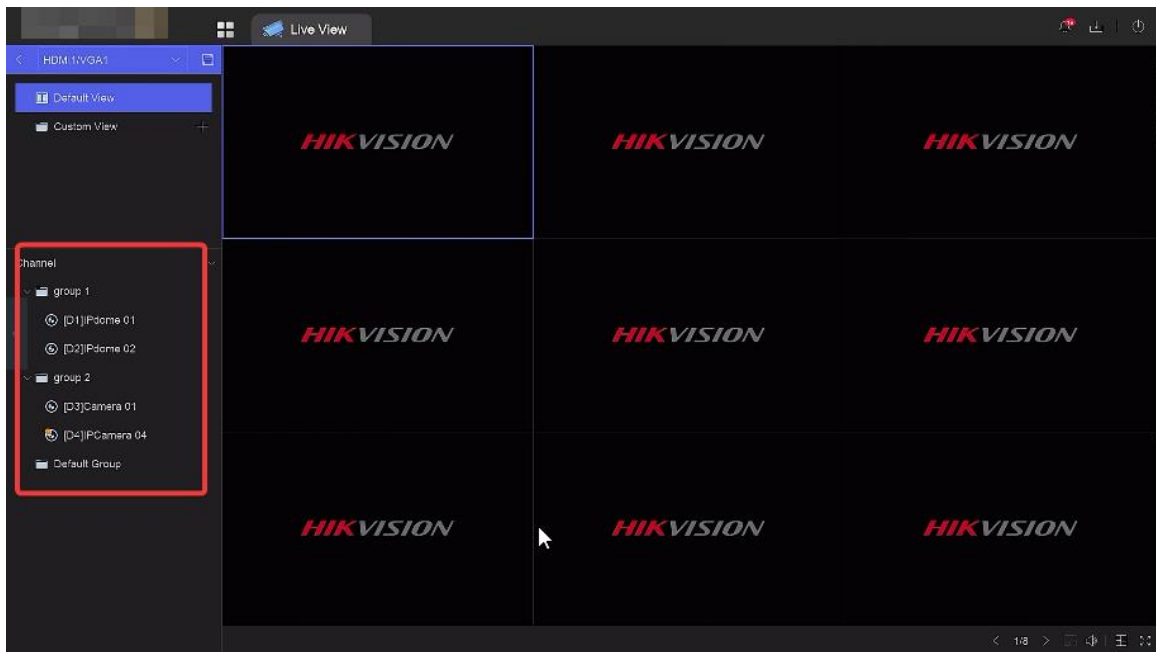 Live View
HDMI1/VGA1
Default View
Custom View
Channel
group 1
[D1]IPdome 01
[D2]IPdome 02
group 2
[D3]Camera 01
[D4]IPCamera 04
Default Group
HIKVISION HIKVISION HIKVISION
HIKVISION HIKVISION HIKVISION
HIKVISION HIKVISION HIKVISION
1/8